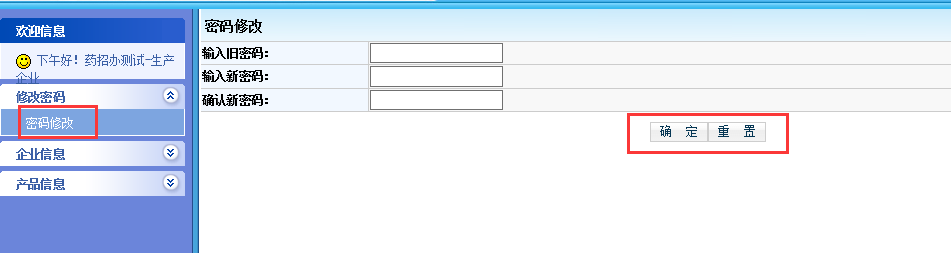 欢迎信息
下午好！药招办测试-生产
企业
修改密码
密码修改
企业信息
产品信息
密码修改
输入旧密码：
输入新密码：
确认新密码：
确 定 重 置